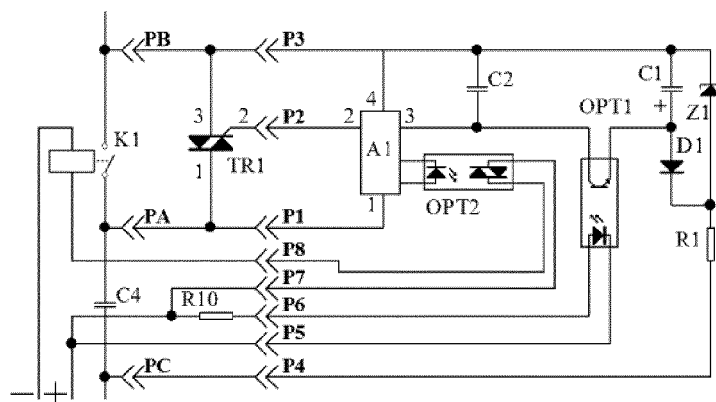 PB P3
C2 C1
OPT1
3 2 P2 2 4 3 + Z1
K1 A1 D1
1 TR1
OPT2
PA P1 1
P8 R1
C4 P7
R10 P6
P5
PC P4
− +